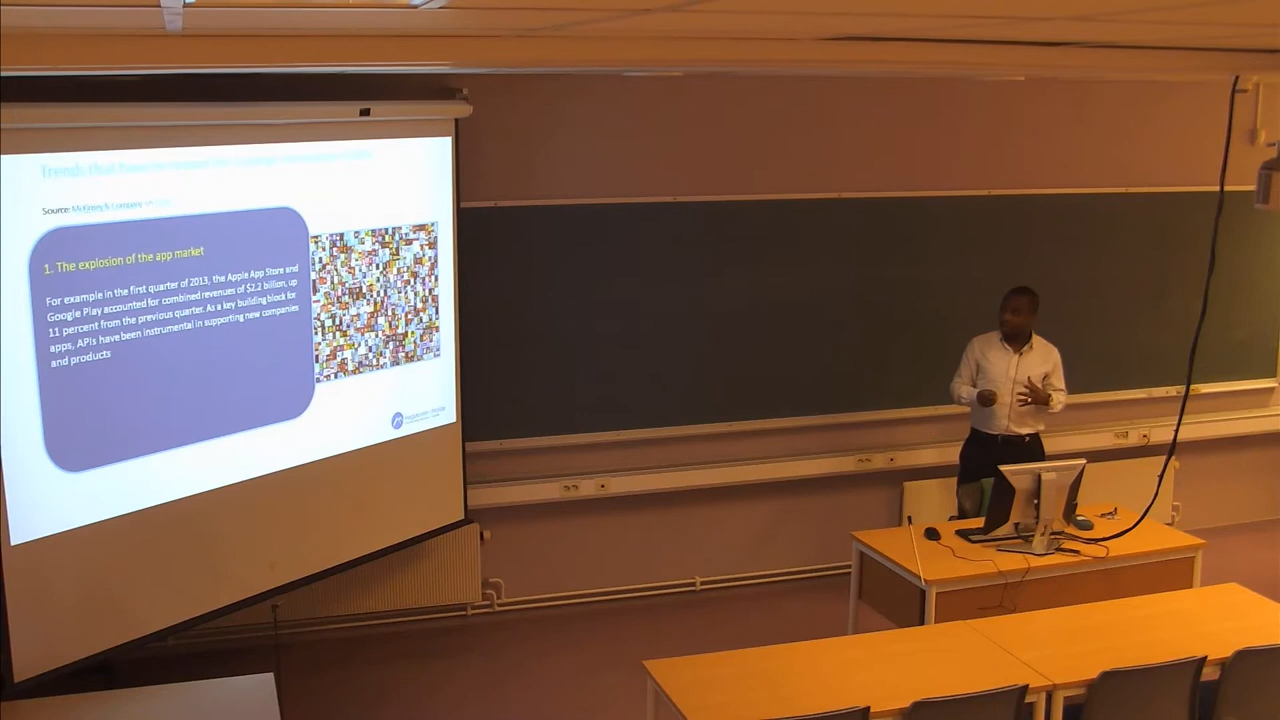 Trends
Source: McKinsey & Company
1. The explosion of the app market
For example in the first quarter of 2013, the Apple App Store and
Google Play accounted for combined revenues of $2.2 billion, up
11 percent from the previous quarter. As a key building block for
apps, APIs have been instrumental in supporting new companies
and products